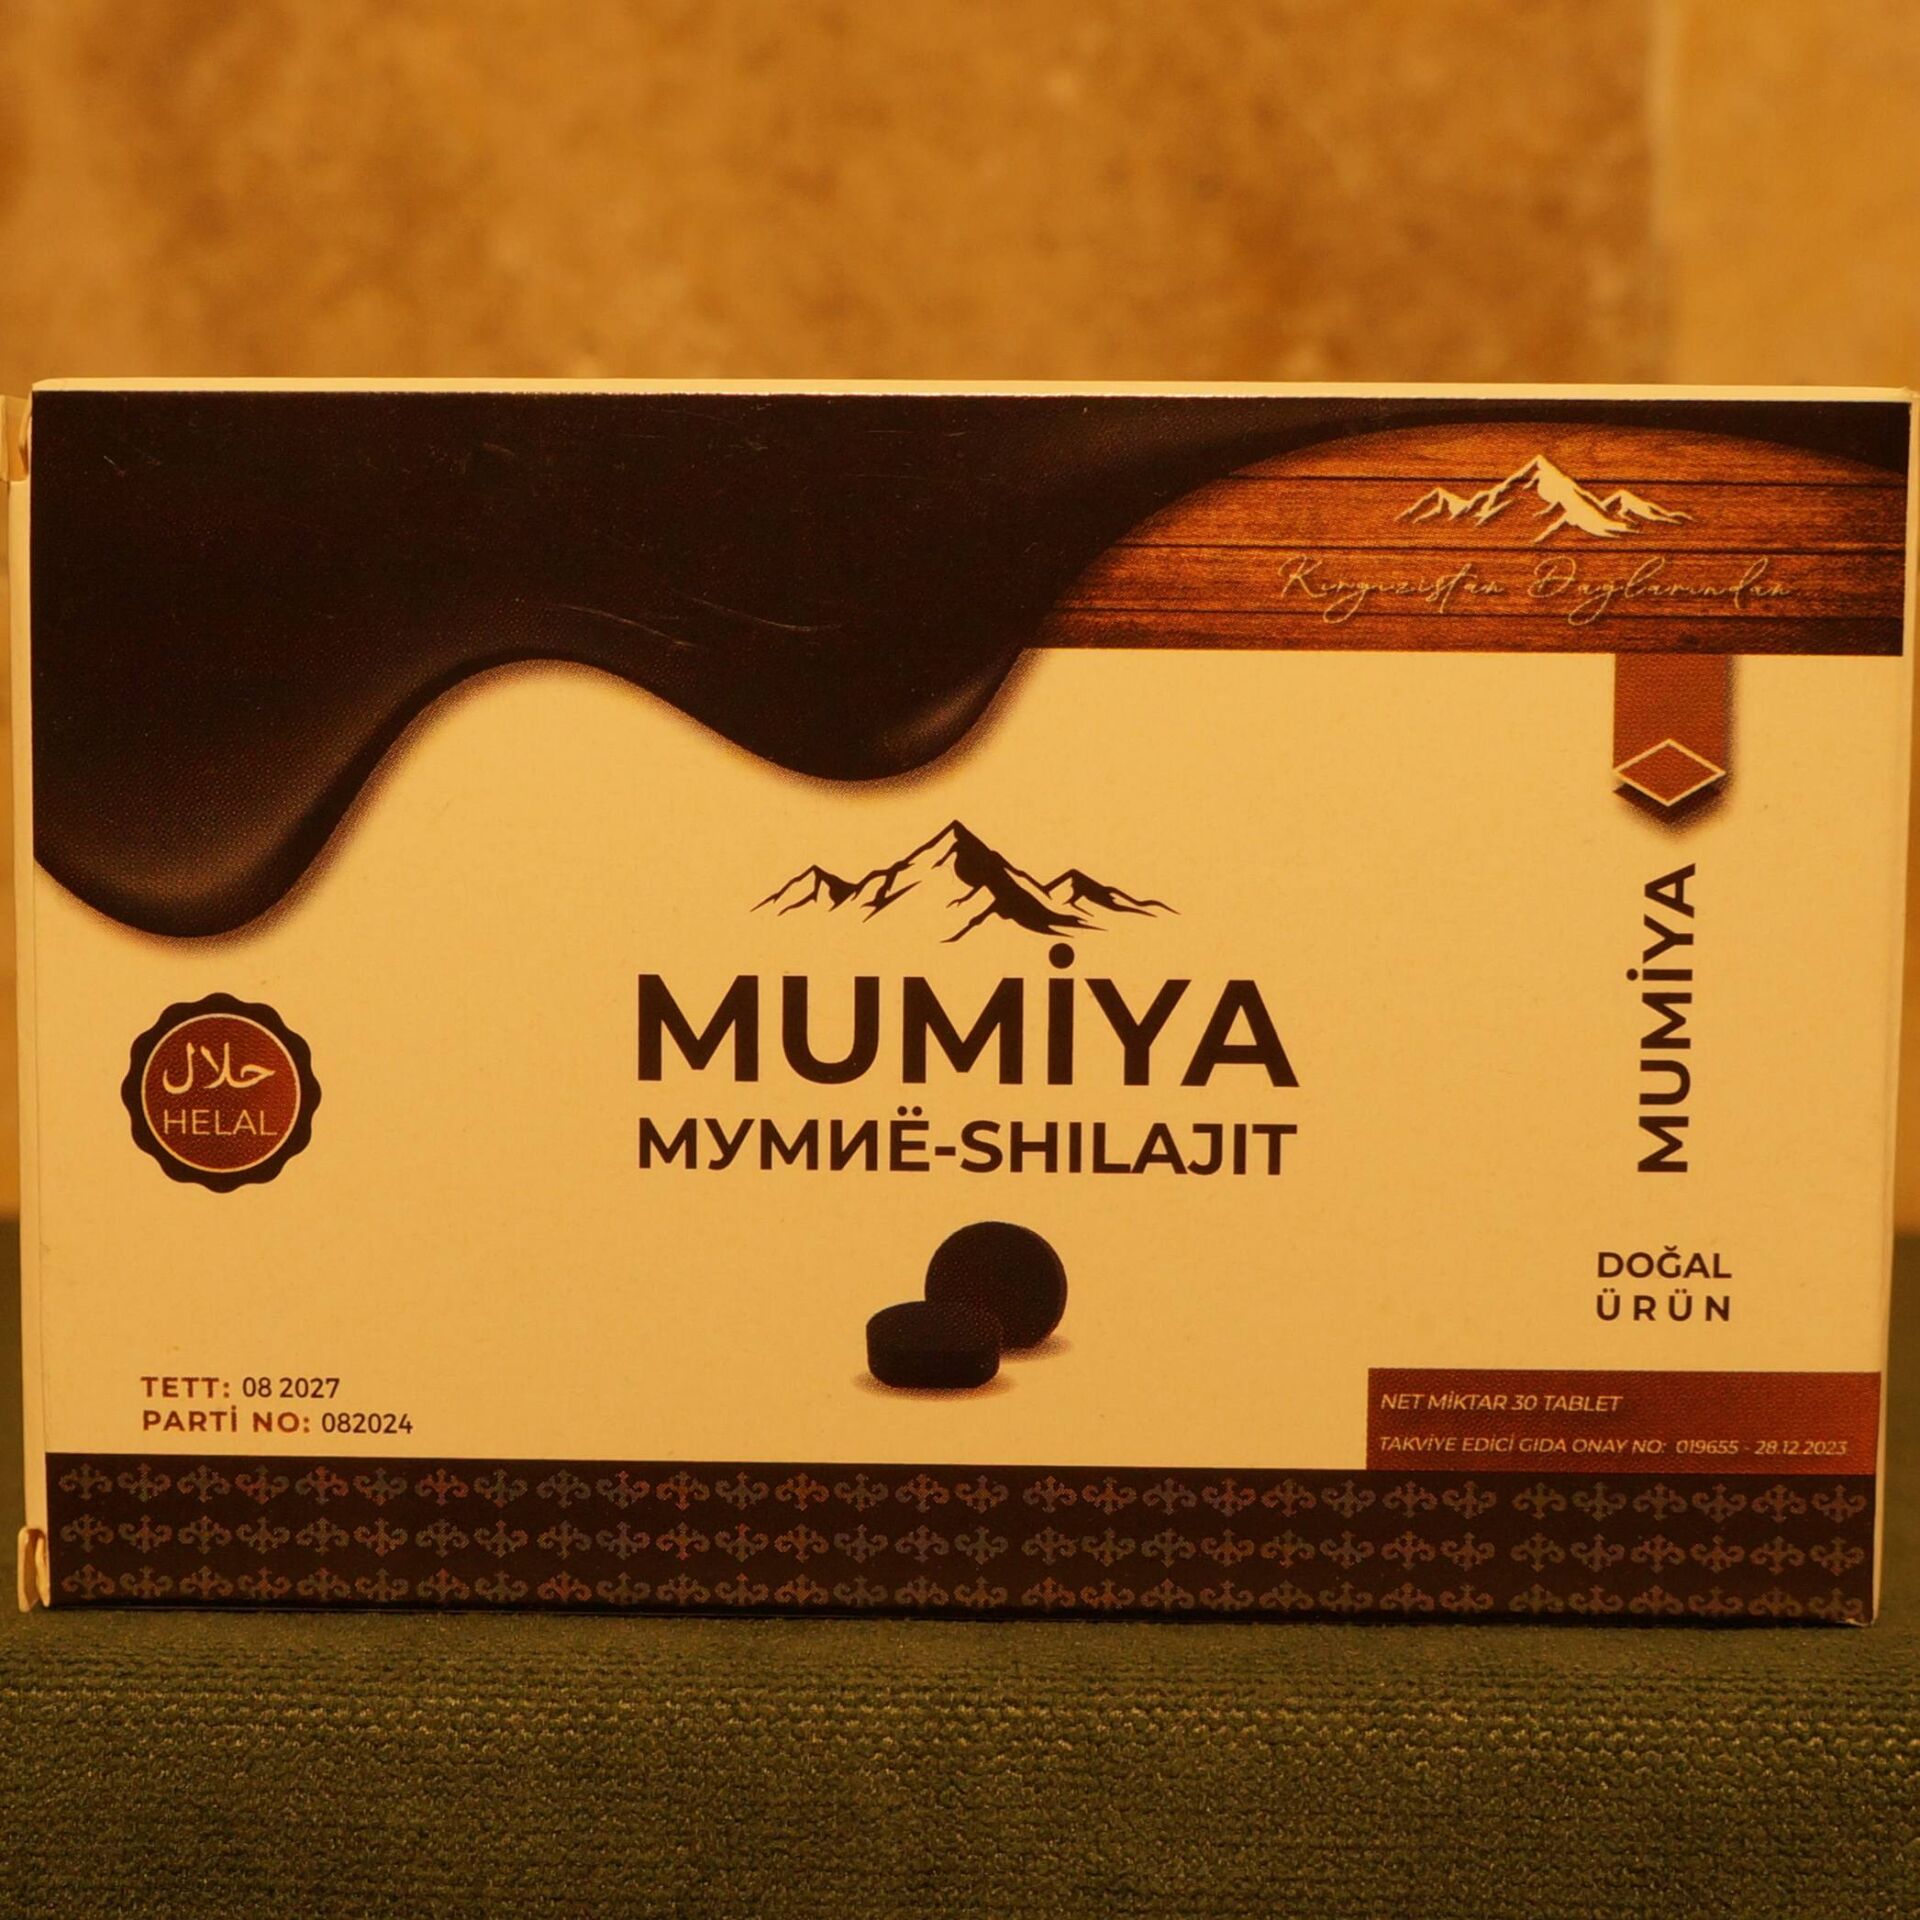 Kırgızistan Daglarından
MUMİYA
МУМИЁ-SHILAJIT
MUMİYA
DOĞAL
ÜRÜN
حلال
HELAL
TETT: 08 2027
PARTİ NO: 082024
NET MİKTAR 30 TABLET
TAKVİYE EDİCİ GIDA ONAY NO: 019655 - 28.12.2023